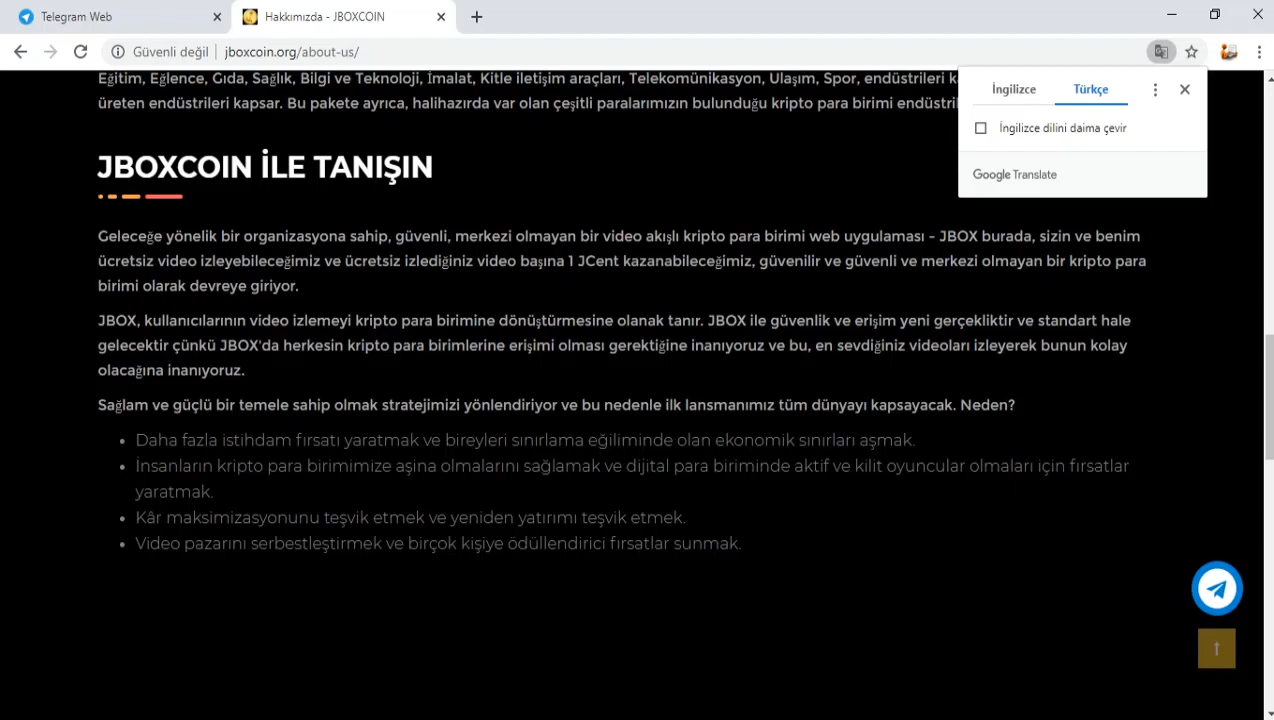 Telegram Web
Hakkımızda - JBOXCOIN
Güvenli değil
jboxcoin.org/about-us/
Eğitim, Eğlence, Gıda, Sağlık, Bilgi ve Teknoloji, İmalat, Kitle iletişim araçları, Telekomünikasyon, Ulaşım, Spor, endüstrileri
üreten endüstrileri kapsar. Bu pakete ayrıca, halihazırda var olan çeşitli paralarımızın bulunduğu kripto para birimi
İngilizce
Türkçe
İngilizce dilini daima çevir
Google Translate
JBOXCOIN İLE TANIŞIN
Geleceğe yönelik bir organizasyona sahip, güvenli, merkezi olmayan bir video akışlı kripto para birimi web uygulaması - JBOX burada, sizin ve benim
ücretsiz video izleyebileceğimiz ve ücretsiz izlediğiniz video başına 1 JCent kazanabileceğimiz, güvenilir ve güvenli ve merkezi olmayan bir kripto para
birimi olarak devreye giriyor.
JBOX, kullanıcılarının video izlemeyi kripto para birimine dönüştürmesine olanak tanır. JBOX ile güvenlik ve erişim yeni gerçekliktir ve standart hale
gelecektir çünkü JBOX'da herkesin kripto para birimlerine erişimi olması gerektiğine inanıyoruz ve bu, en sevdiğiniz videoları izleyerek bunun kolay
olacağına inanıyoruz.
Sağlam ve güçlü bir temele sahip olmak stratejimizi yönlendiriyor ve bu nedenle ilk lansmanımız tüm dünyayı kapsayacak. Neden?
• Daha fazla istihdam fırsatı yaratmak ve bireyleri sınırlama eğiliminde olan ekonomik sınırları aşmak.
• İnsanların kripto para birimimize aşina olmalarını sağlamak ve dijital para biriminde aktif ve kilit oyuncular olmaları için fırsatlar
yaratmak.
• Kâr maksimizasyonunu teşvik etmek ve yeniden yatırımı teşvik etmek.
• Video pazarını serbestleştirmek ve birçok kişiye ödüllendirici fırsatlar sunmak.